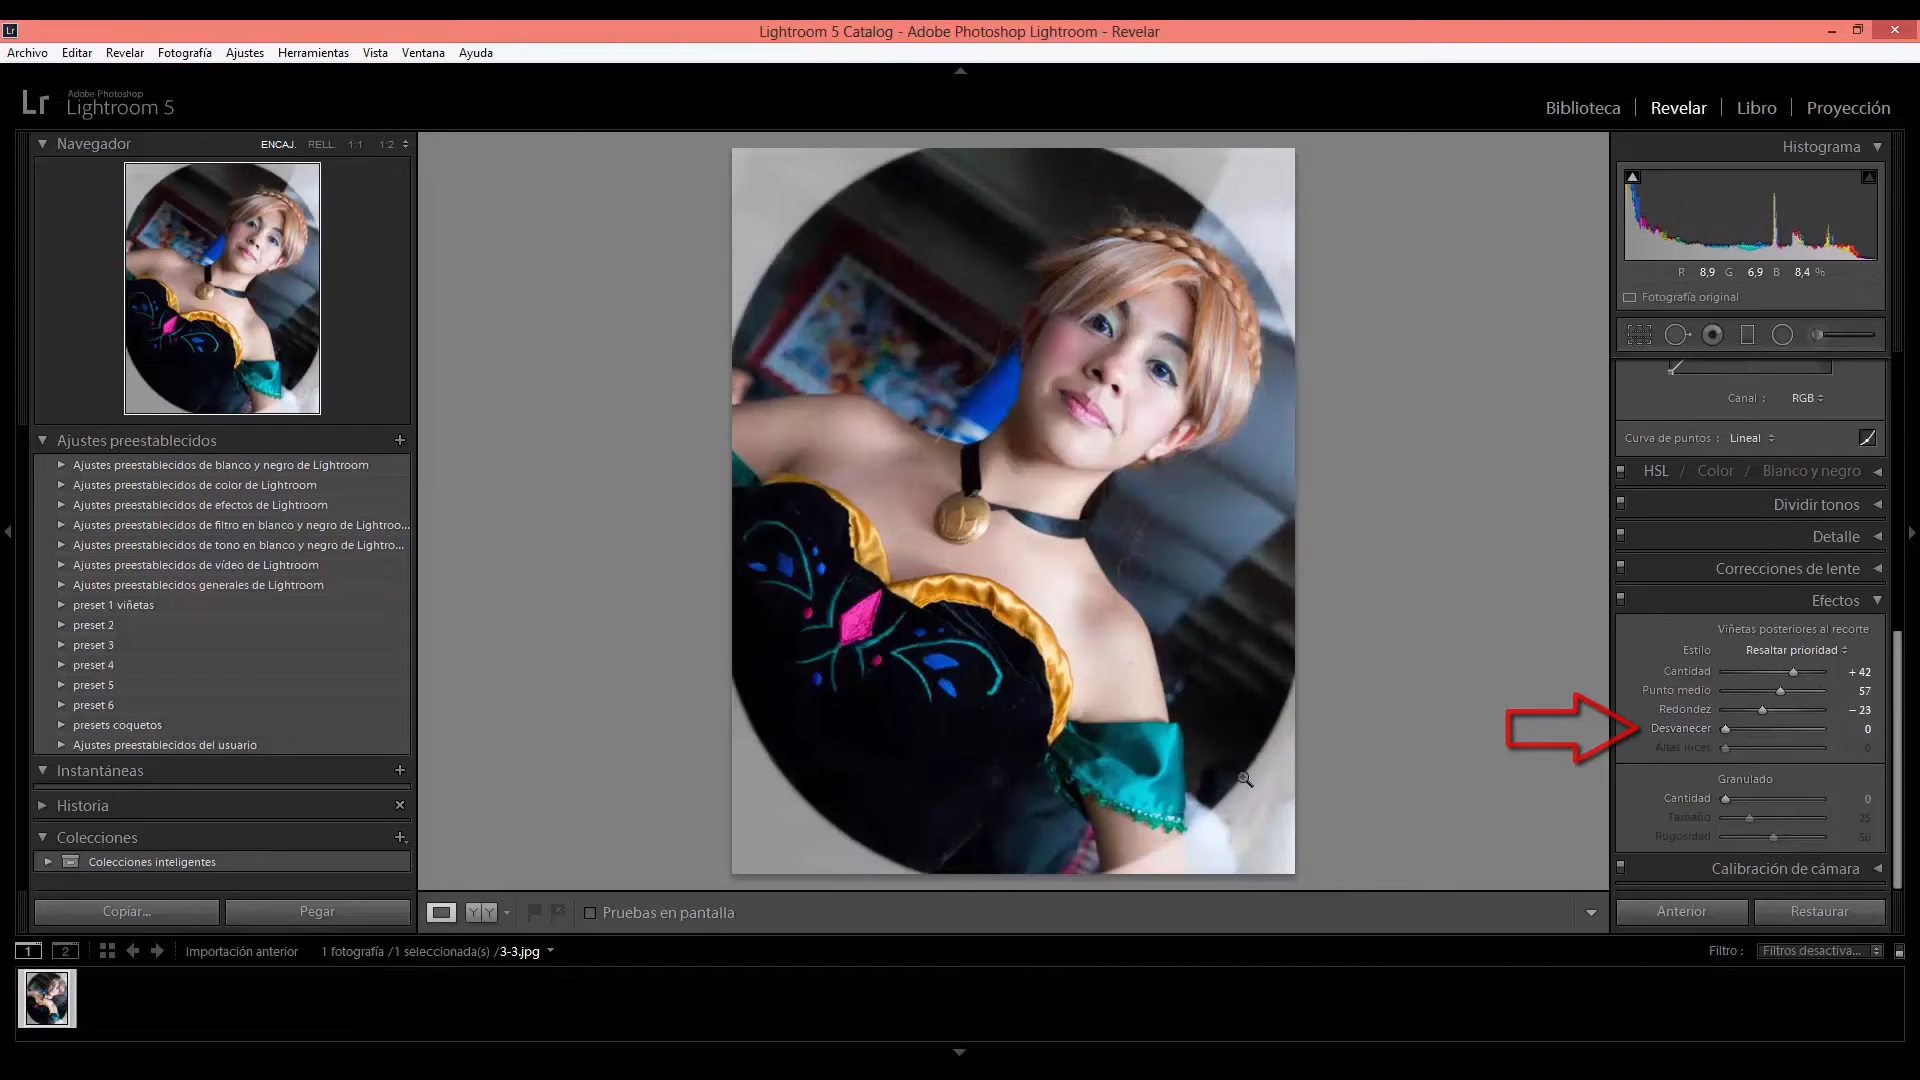 Lr
Lightroom 5 Catalog - Adobe Photoshop Lightroom - Revelar
Archivo Editar Revelar Fotografía Ajustes Herramientas Vista Ventana Ayuda
Lr Adobe Photoshop
Lightroom 5
Biblioteca Revelar Libro Proyección
Navegador ENCAJ. RELL. 1:1 1:2
Ajustes preestablecidos +
Ajustes preestablecidos de blanco y negro de Lightroom
Ajustes preestablecidos de color de Lightroom
Ajustes preestablecidos de efectos de Lightroom
Ajustes preestablecidos de filtro en blanco y negro de Lightroo...
Ajustes preestablecidos de tono en blanco y negro de Lightro...
Ajustes preestablecidos de vídeo de Lightroom
Ajustes preestablecidos generales de Lightroom
preset 1 viñetas
preset 2
preset 3
preset 4
preset 5
preset 6
presets coquetos
Ajustes preestablecidos del usuario
Instantáneas +
Historia ×
Colecciones +
Colecciones inteligentes
Copiar... Pegar
YY Pruebas en pantalla
Histograma
R 8,9 G 6,9 B 8,4 %
Fotografía original
Canal : RGB
Curva de puntos : Lineal
HSL / Color / Blanco y negro
Dividir tonos
Detalle
Correcciones de lente
Efectos
Viñetas posteriores al recorte
Estilo Resaltar prioridad
Cantidad + 42
Punto medio 57
Redondez − 23
Desvanecer 0
Altas luces 0
Granulado
Cantidad 0
Tamaño 25
Rugosidad 50
Calibración de cámara
Anterior Restaurar
1 2 Importación anterior 1 fotografía /1 seleccionada(s) /3-3.jpg
Filtro : Filtros desactiva...